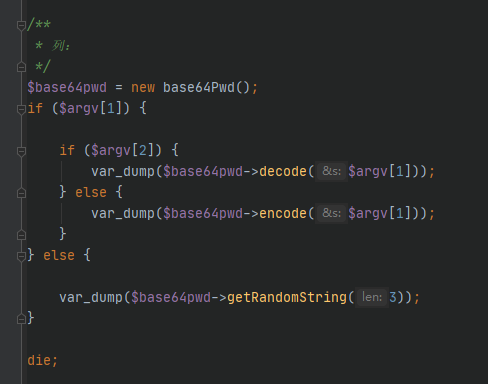 /**
 * 列：
 */
$base64pwd = new base64Pwd();
if ($argv[1]) {
    if ($argv[2]) {
        var_dump($base64pwd->decode( &s: $argv[1]));
    } else {
        var_dump($base64pwd->encode( &s: $argv[1]));
    }
} else {
    var_dump($base64pwd->getRandomString( len: 3));
}
die;